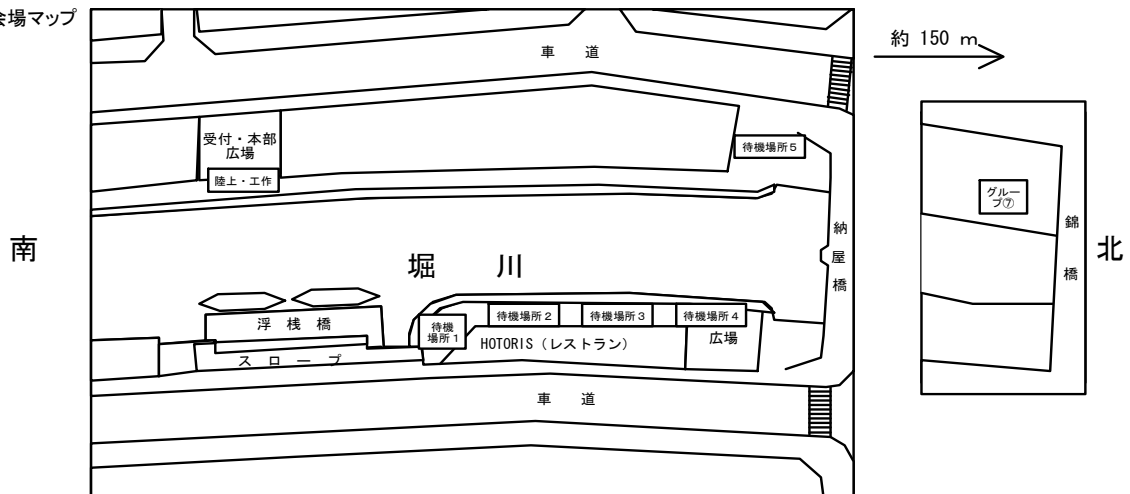 会場マップ
約 150 m
車 道
受付・本部
広場
陸上・工作
待機場所5
グルー
プ⑦
錦橋
納屋橋
南
北
堀 川
待機場所2
待機場所3
待機場所4
待機
場所1
浮 桟 橋
HOTORIS(レストラン)
広場
ス ロ ー プ
車 道